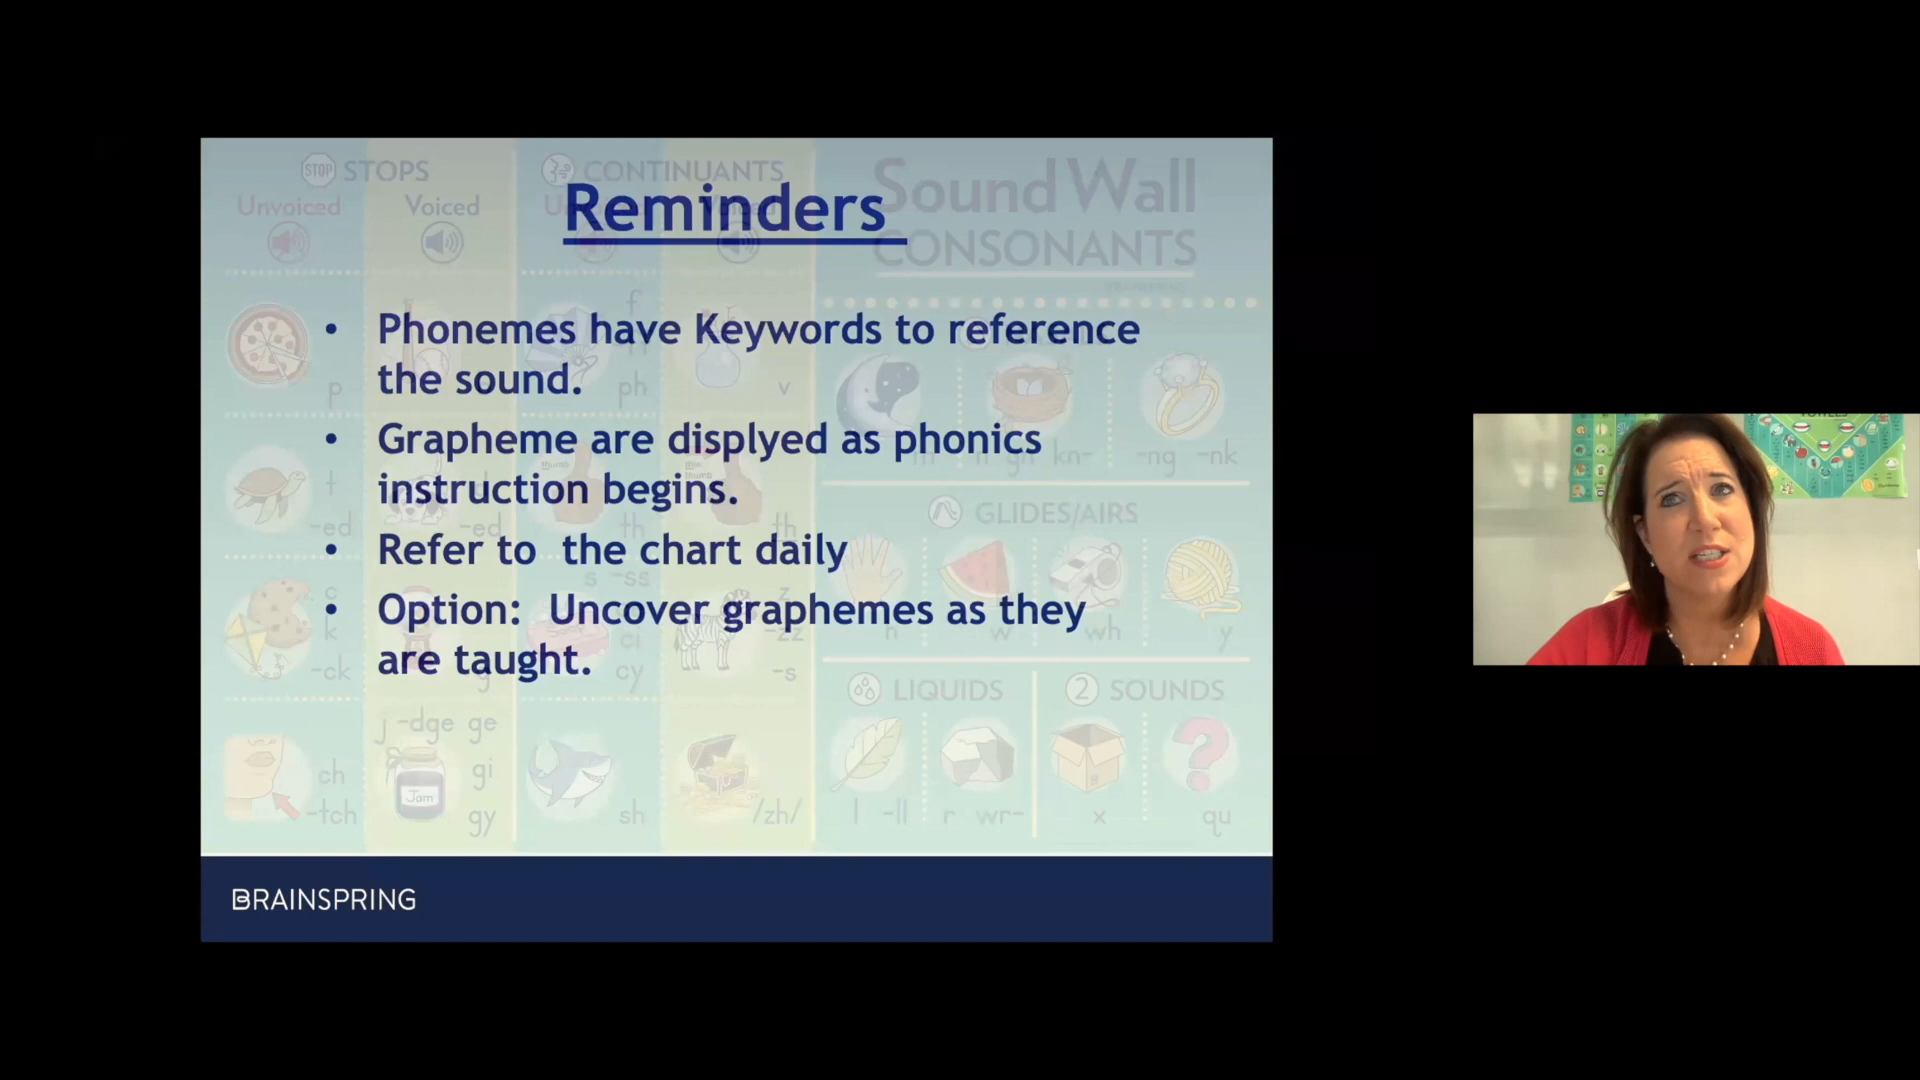 STOP STOPS
CONTINUANTS
Sound Wall
CONSONANTS
Unvoiced
Voiced
Reminders
• Phonemes have Keywords to reference
the sound.
• Grapheme are displyed as phonics
instruction begins.
• Refer to  the chart daily
• Option:  Uncover graphemes as they
are taught.
p
f
ph
v
t
-ed
-ed
th
th
gn kn-
-ng -nk
GLIDES/AIRS
c
k
-ck
g
s -ss
ci
cy
z
-zz
-s
h
w
wh
y
LIQUIDS
2 SOUNDS
j -dge ge
gi
gy
Jam
ch
-tch
sh
/zh/
l -ll
r wr-
x
qu
BRAINSPRING